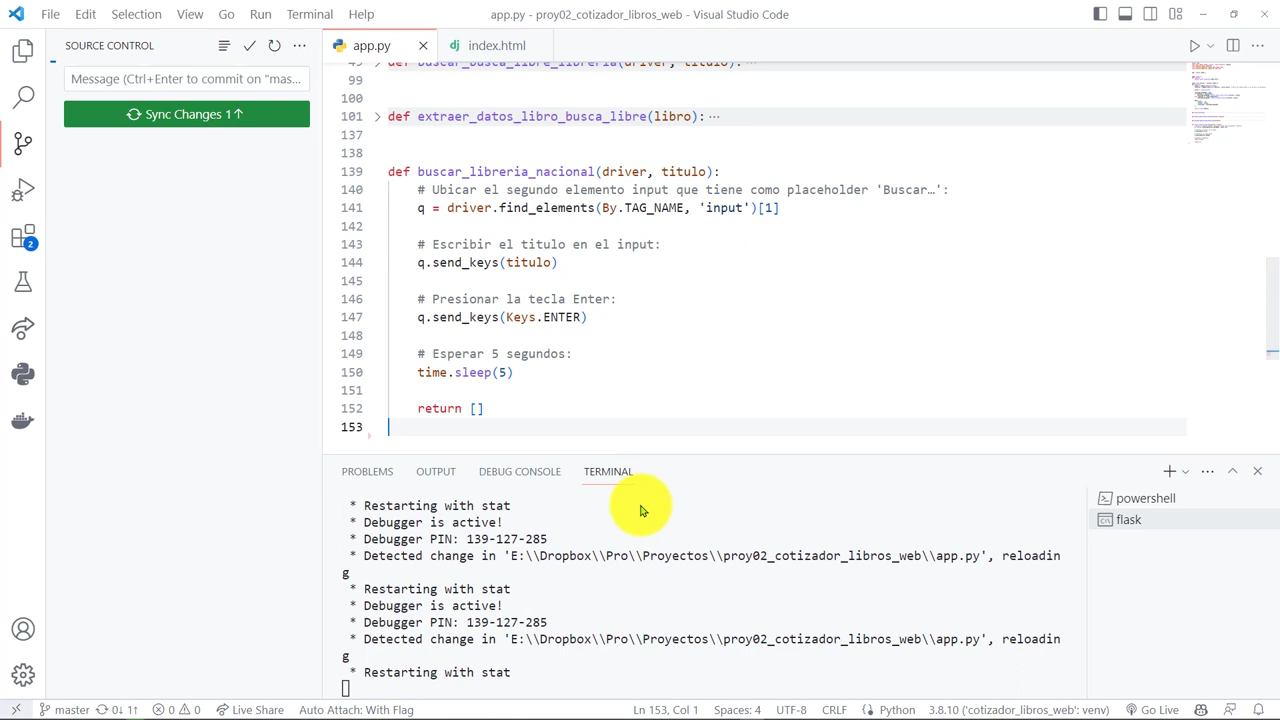 File Edit Selection View Go Run Terminal Help
app.py - proy02_cotizador_libros_web - Visual Studio Code
SOURCE CONTROL
Message (Ctrl+Enter to commit on "mas...
Sync Changes 1↑
2
app.py
index.html
def buscar_busca_libre_libreria(driver, titulo):
99
100
101 def extraer_datos_libro_busca_libre(libro):···
137
138
139 def buscar_libreria_nacional(driver, titulo):
140 # Ubicar el segundo elemento input que tiene como placeholder 'Buscar…':
141 q = driver.find_elements(By.TAG_NAME, 'input')[1]
142
143 # Escribir el titulo en el input:
144 q.send_keys(titulo)
145
146 # Presionar la tecla Enter:
147 q.send_keys(Keys.ENTER)
148
149 # Esperar 5 segundos:
150 time.sleep(5)
151
152 return []
153
PROBLEMS OUTPUT DEBUG CONSOLE TERMINAL
* Restarting with stat
* Debugger is active!
* Debugger PIN: 139-127-285
* Detected change in 'E:\\Dropbox\\Pro\\Proyectos\\proy02_cotizador_libros_web\\app.py', reloadin
g
* Restarting with stat
* Debugger is active!
* Debugger PIN: 139-127-285
* Detected change in 'E:\\Dropbox\\Pro\\Proyectos\\proy02_cotizador_libros_web\\app.py', reloadin
g
* Restarting with stat
powershell
flask
master 0↓ 1↑ 0 0 Live Share Auto Attach: With Flag
Ln 153, Col 1 Spaces: 4 UTF-8 CRLF Python 3.8.10 ('cotizador_libros_web': venv) Go Live